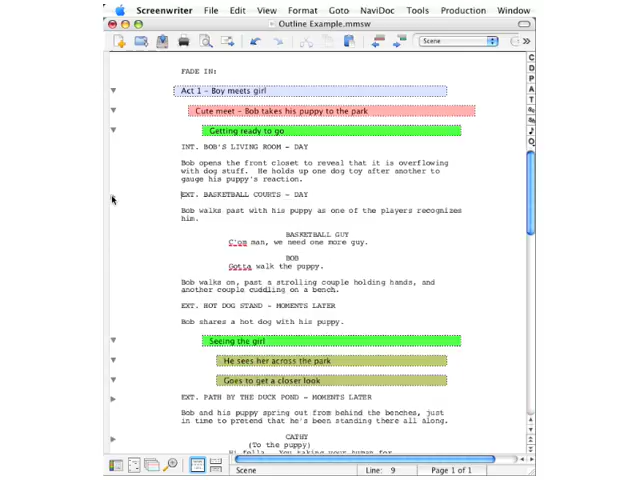 Screenwriter File Edit View Format Goto NaviDoc Tools Production Window
Outline Example.mmsw
Scene
FADE IN:
Act 1 - Boy meets girl
Cute meet - Bob takes his puppy to the park
Getting ready to go
INT. BOB'S LIVING ROOM - DAY
Bob opens the front closet to reveal that it is overflowing
with dog stuff. He holds up one dog toy after another to
gauge his puppy's reaction.
EXT. BASKETBALL COURTS - DAY
Bob walks past with his puppy as one of the players recognizes
him.
BASKETBALL GUY
C'om man, we need one more guy.
BOB
Gotta walk the puppy.
Bob walks on, past a strolling couple holding hands, and
another couple cuddling on a bench.
EXT. HOT DOG STAND - MOMENTS LATER
Bob shares a hot dog with his puppy.
Seeing the girl
He sees her across the park
Goes to get a closer look
EXT. PATH BY THE DUCK POND - MOMENTS LATER
Bob and his puppy spring out from behind the benches, just
in time to pretend that he's been standing there all along.
CATHY
(To the puppy)
Hi fella. You taking your human for
C
D
P
A
T
Scene Line: 9 Page 1 of 1